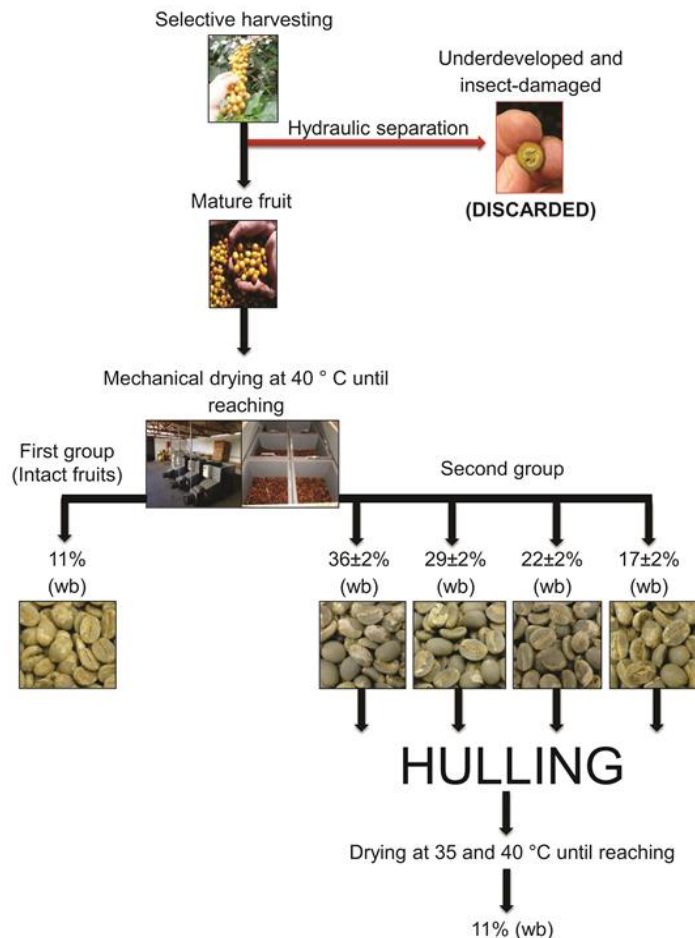 Selective harvesting
Underdeveloped and
insect-damaged
Hydraulic separation
(DISCARDED)
Mature fruit
Mechanical drying at 40 ° C until
reaching
First group
(Intact fruits)
Second group
11%
(wb)
36±2%
(wb)
29±2%
(wb)
22±2%
(wb)
17±2%
(wb)
HULLING
Drying at 35 and 40 °C until reaching
11% (wb)